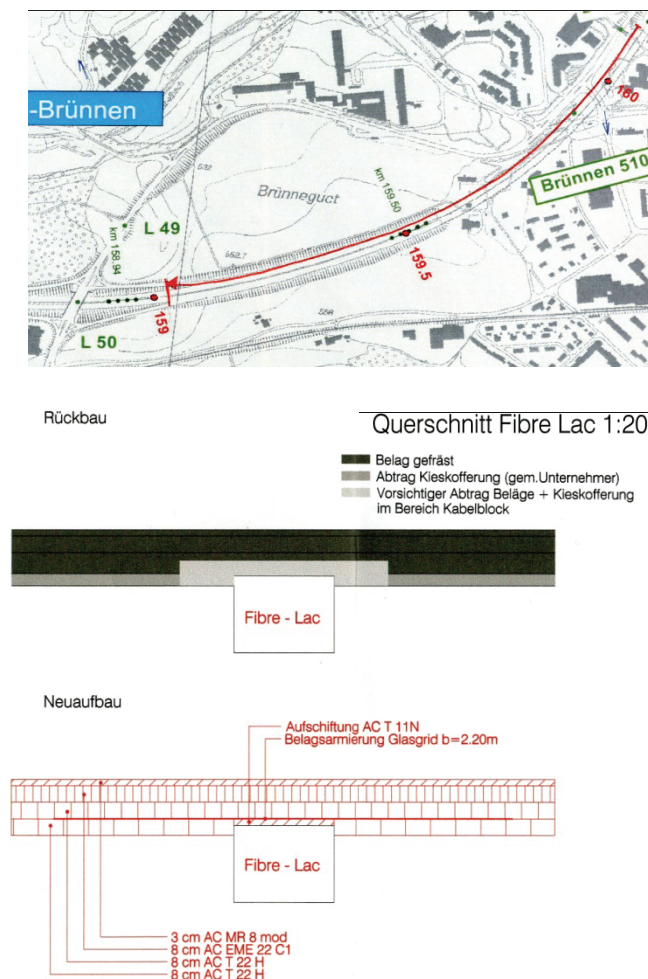 -Brünnen
532
Brünneguet
L 49
km 158.94
552.7
km 159.50
160
Brünnen 510
159.5
159
L 50
558
Rückbau
Querschnitt Fibre Lac 1:20
Belag gefräst
Abtrag Kieskofferung (gem.Unternehmer)
Vorsichtiger Abtrag Beläge + Kieskofferung
im Bereich Kabelblock
Fibre - Lac
Neuaufbau
Aufschiftung AC T 11N
Belagsarmierung Glasgrid b=2.20m
Fibre - Lac
3 cm AC MR 8 mod
8 cm AC EME 22 C1
8 cm AC T 22 H
8 cm AC T 22 H